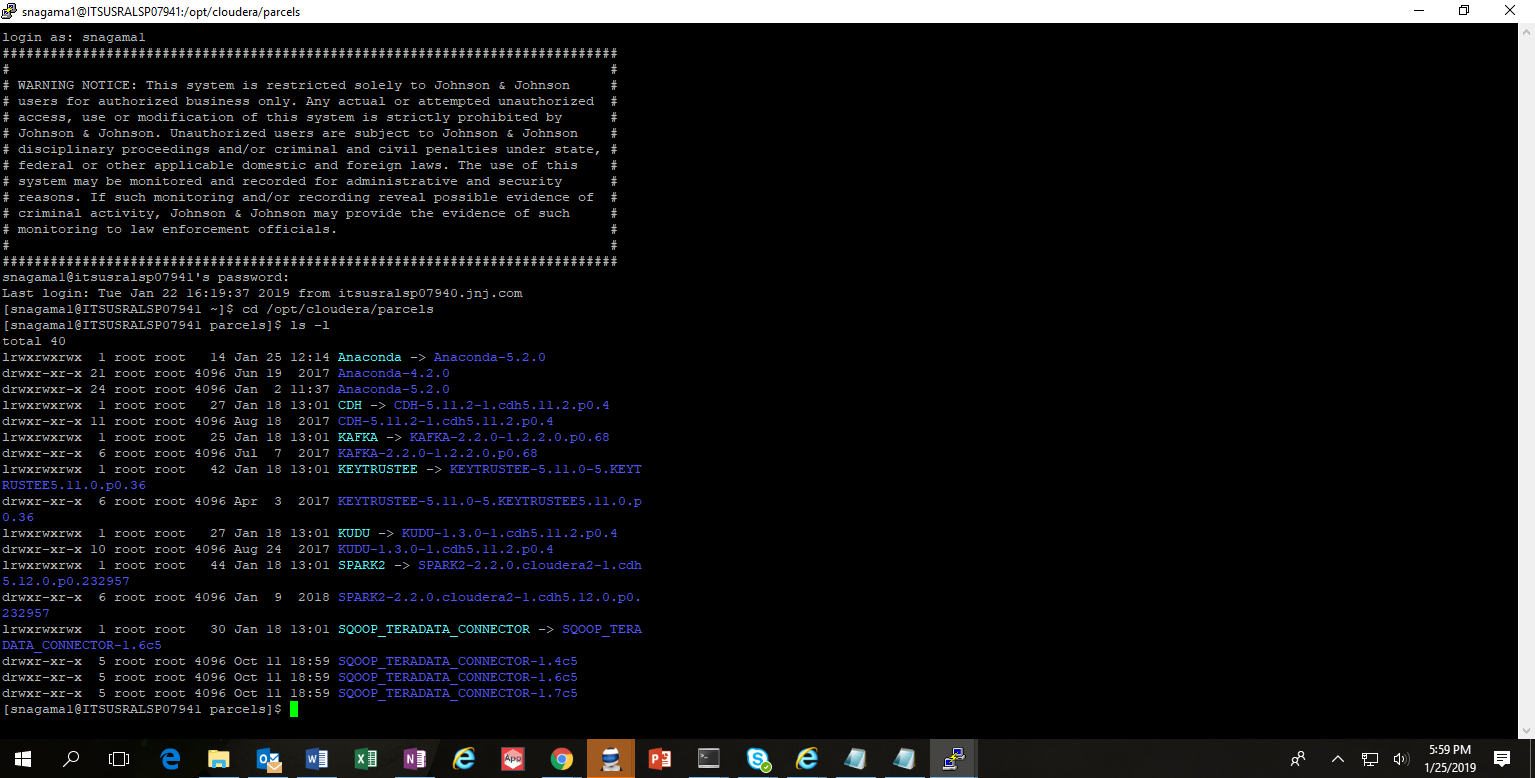 snagama1@ITSUSRALSP07941:/opt/cloudera/parcels
login as: snagama1
#############################################################################
# #
# WARNING NOTICE: This system is restricted solely to Johnson & Johnson #
# users for authorized business only. Any actual or attempted unauthorized #
# access, use or modification of this system is strictly prohibited by #
# Johnson & Johnson. Unauthorized users are subject to Johnson & Johnson #
# disciplinary proceedings and/or criminal and civil penalties under state, #
# federal or other applicable domestic and foreign laws. The use of this #
# system may be monitored and recorded for administrative and security #
# reasons. If such monitoring and/or recording reveal possible evidence of #
# criminal activity, Johnson & Johnson may provide the evidence of such #
# monitoring to law enforcement officials. #
# #
#############################################################################
snagama1@itsusralsp07941's password:
Last login: Tue Jan 22 16:19:37 2019 from itsusralsp07940.jnj.com
[snagama1@ITSUSRALSP07941 ~]$ cd /opt/cloudera/parcels
[snagama1@ITSUSRALSP07941 parcels]$ ls -l
total 40
lrwxrwxrwx 1 root root 14 Jan 25 12:14 Anaconda -> Anaconda-5.2.0
drwxr-xr-x 21 root root 4096 Jun 19 2017 Anaconda-4.2.0
drwxrwxr-x 24 root root 4096 Jan 2 11:37 Anaconda-5.2.0
lrwxrwxrwx 1 root root 27 Jan 18 13:01 CDH -> CDH-5.11.2-1.cdh5.11.2.p0.4
drwxr-xr-x 11 root root 4096 Aug 18 2017 CDH-5.11.2-1.cdh5.11.2.p0.4
lrwxrwxrwx 1 root root 25 Jan 18 13:01 KAFKA -> KAFKA-2.2.0-1.2.2.0.p0.68
drwxr-xr-x 6 root root 4096 Jul 7 2017 KAFKA-2.2.0-1.2.2.0.p0.68
lrwxrwxrwx 1 root root 42 Jan 18 13:01 KEYTRUSTEE -> KEYTRUSTEE-5.11.0-5.KEYT
RUSTEE5.11.0.p0.36
drwxr-xr-x 6 root root 4096 Apr 3 2017 KEYTRUSTEE-5.11.0-5.KEYTRUSTEE5.11.0.p
0.36
lrwxrwxrwx 1 root root 27 Jan 18 13:01 KUDU -> KUDU-1.3.0-1.cdh5.11.2.p0.4
drwxr-xr-x 10 root root 4096 Aug 24 2017 KUDU-1.3.0-1.cdh5.11.2.p0.4
lrwxrwxrwx 1 root root 44 Jan 18 13:01 SPARK2 -> SPARK2-2.2.0.cloudera2-1.cdh
5.12.0.p0.232957
drwxr-xr-x 6 root root 4096 Jan 9 2018 SPARK2-2.2.0.cloudera2-1.cdh5.12.0.p0.
232957
lrwxrwxrwx 1 root root 30 Jan 18 13:01 SQOOP_TERADATA_CONNECTOR -> SQOOP_TERA
DATA_CONNECTOR-1.6c5
drwxr-xr-x 5 root root 4096 Oct 11 18:59 SQOOP_TERADATA_CONNECTOR-1.4c5
drwxr-xr-x 5 root root 4096 Oct 11 18:59 SQOOP_TERADATA_CONNECTOR-1.6c5
drwxr-xr-x 5 root root 4096 Oct 11 18:59 SQOOP_TERADATA_CONNECTOR-1.7c5
[snagama1@ITSUSRALSP07941 parcels]$
App
5:59 PM
1/25/2019